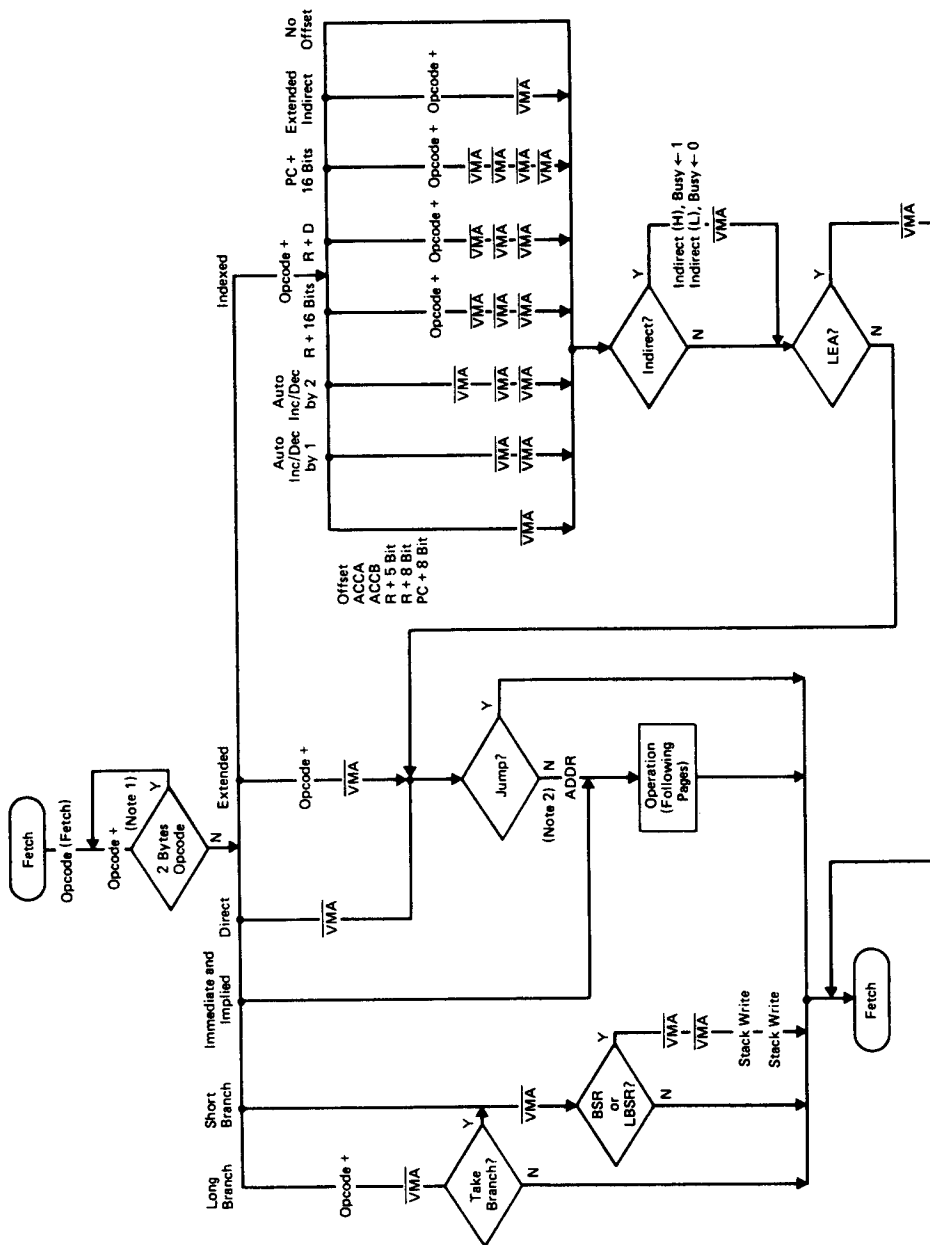 Fetch
Opcode (Fetch)
Opcode +
(Note 1)
2 Bytes
Opcode
Y
N
Long
Branch
Short
Branch
Immediate and
Implied
Direct
Extended
Indexed
Opcode +
VMA
Take
Branch?
Y
N
VMA
BSR
or
LBSR?
Y
N
VMA
VMA
Stack Write
Stack Write
VMA
Opcode +
VMA
Jump?
Y
(Note 2)
N
ADDR
Operation
(Following
Pages)
Fetch
Opcode +
Offset
ACCA
ACCB
R + 5 Bit
R + 8 Bit
PC + 8 Bit
VMA
Auto
Inc/Dec
by 1
VMA
VMA
Auto
Inc/Dec
by 2
VMA
VMA
VMA
R + 16 Bits
Opcode +
VMA
VMA
VMA
R + D
Opcode +
VMA
VMA
VMA
PC +
16 Bits
Opcode +
VMA
VMA
VMA
VMA
Extended
Indirect
Opcode +
Opcode +
VMA
No
Offset
Indirect?
Y
N
Indirect (H), Busy ← 1
Indirect (L), Busy ← 0
VMA
LEA?
Y
N
VMA